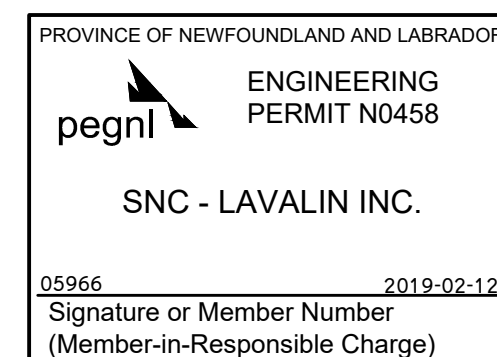 PROVINCE OF NEWFOUNDLAND AND LABRADOR
ENGINEERING
PERMIT N0458
pegnl
SNC - LAVALIN INC.
05966 2019-02-12
Signature or Member Number
(Member-in-Responsible Charge)